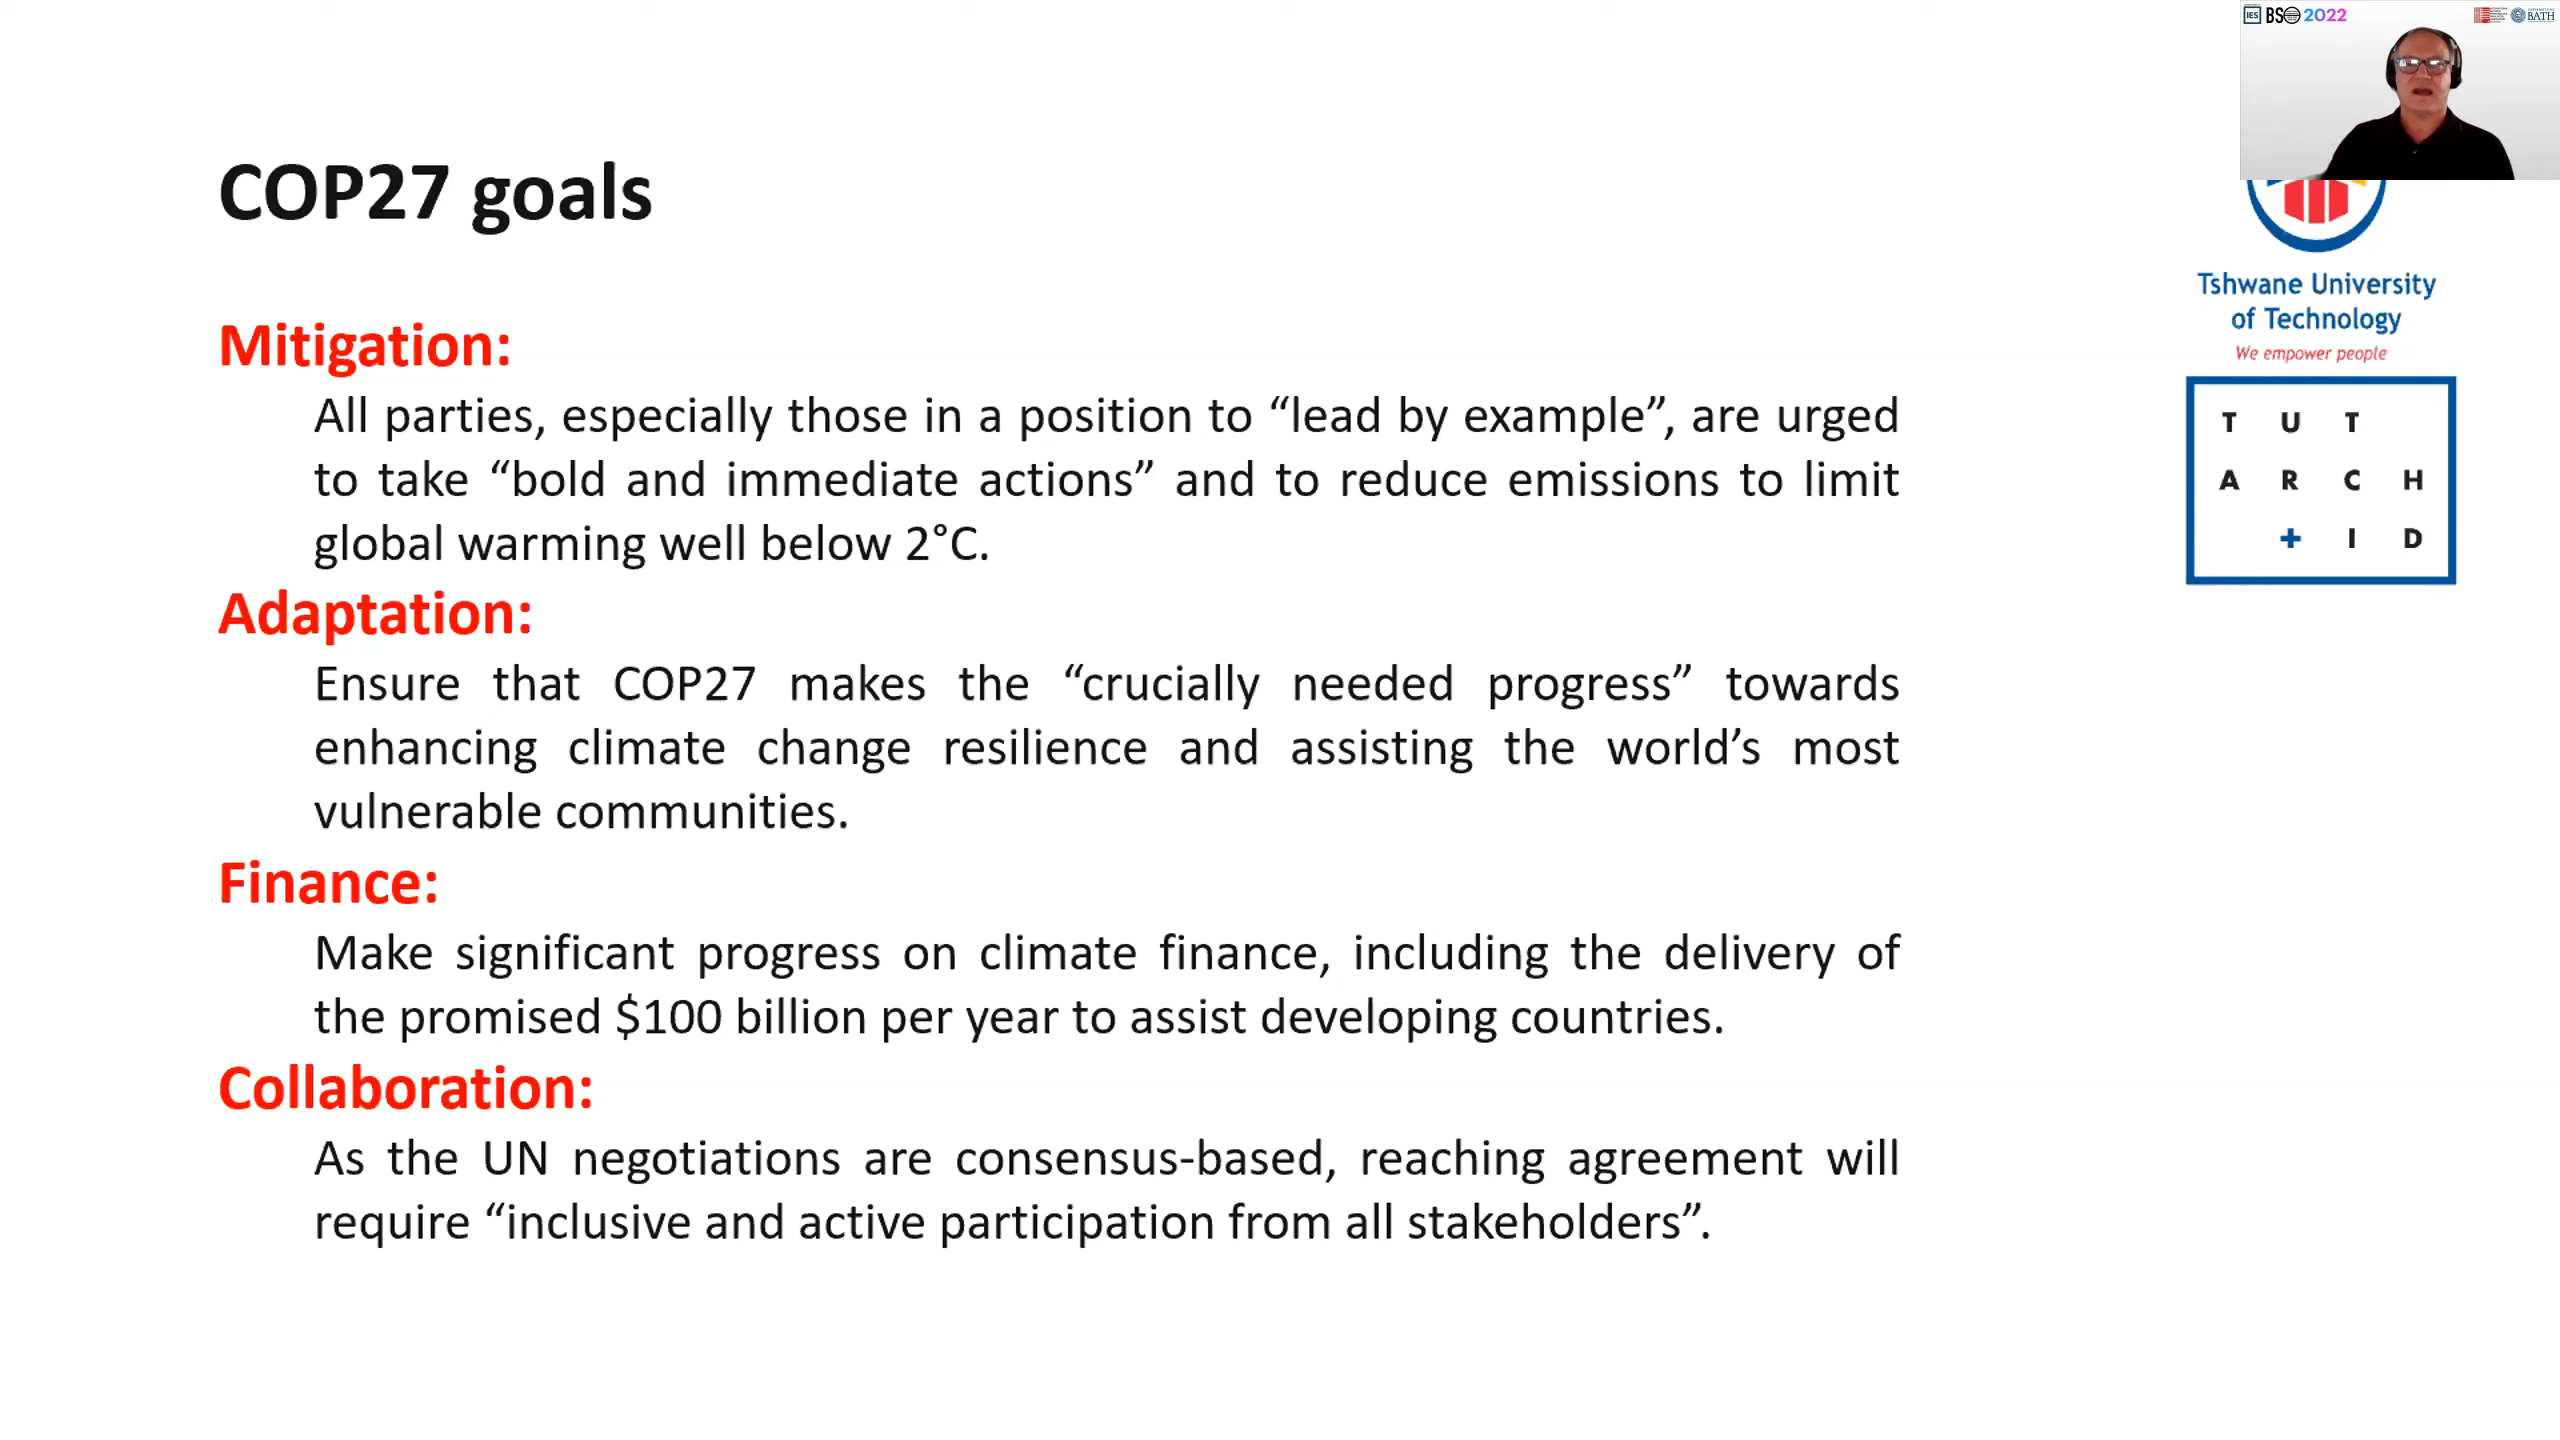 IES BSO 2022
BATH
COP27 goals
Tshwane University
of Technology
We empower people
T U T
A R C H
+ I D
Mitigation:
All parties, especially those in a position to “lead by example”, are urged
to take “bold and immediate actions” and to reduce emissions to limit
global warming well below 2°C.
Adaptation:
Ensure that COP27 makes the “crucially needed progress” towards
enhancing climate change resilience and assisting the world’s most
vulnerable communities.
Finance:
Make significant progress on climate finance, including the delivery of
the promised $100 billion per year to assist developing countries.
Collaboration:
As the UN negotiations are consensus-based, reaching agreement will
require “inclusive and active participation from all stakeholders”.